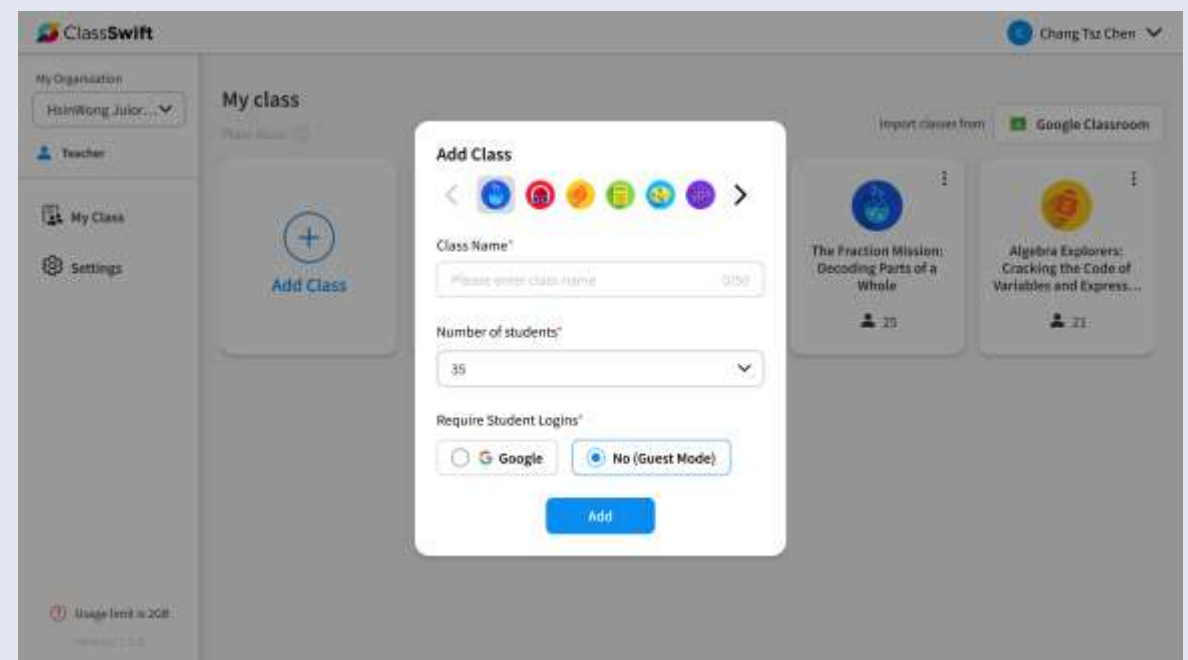 ClassSwift
Chang Tsz Chen
My Organisation
HsinWong Juior...
Teacher
My Class
Settings
Usage limit is 2GB
My class
Import classes from
Google Classroom
Add Class
The Fraction Mission:
Decoding Parts of a
Whole
25
Algebra Explorers:
Cracking the Code of
Variables and Express...
21
Add Class
Class Name*
Please enter class name
0/50
Number of students*
35
Require Student Logins*
Google
No (Guest Mode)
Add